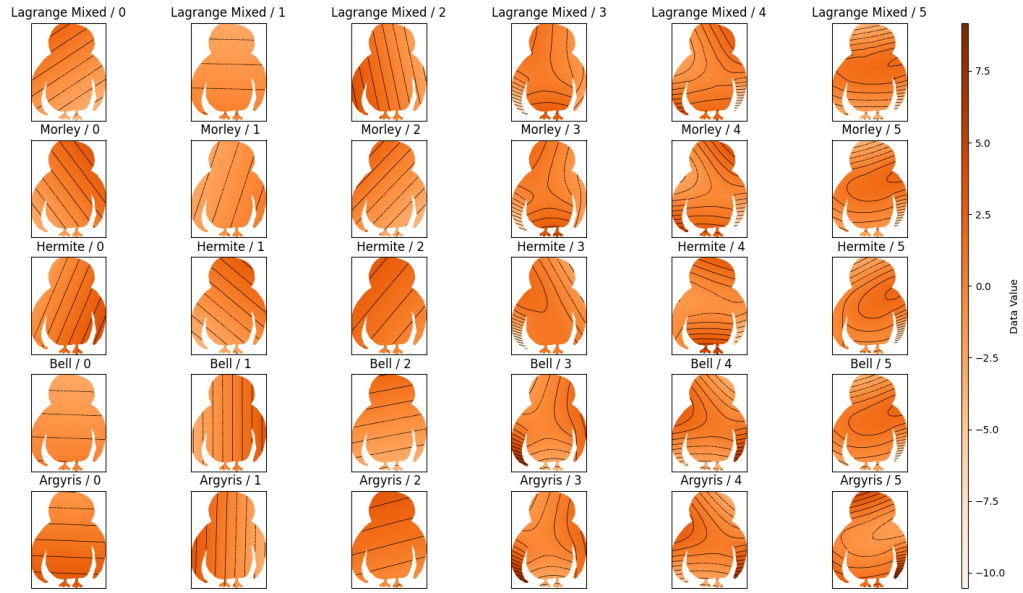 Lagrange Mixed / 0 Lagrange Mixed / 1 Lagrange Mixed / 2 Lagrange Mixed / 3 Lagrange Mixed / 4 Lagrange Mixed / 5
Morley / 0 Morley / 1 Morley / 2 Morley / 3 Morley / 4 Morley / 5
Hermite / 0 Hermite / 1 Hermite / 2 Hermite / 3 Hermite / 4 Hermite / 5
Bell / 0 Bell / 1 Bell / 2 Bell / 3 Bell / 4 Bell / 5
Argyris / 0 Argyris / 1 Argyris / 2 Argyris / 3 Argyris / 4 Argyris / 5
7.5
5.0
2.5
0.0
−2.5
−5.0
−7.5
−10.0
Data Value